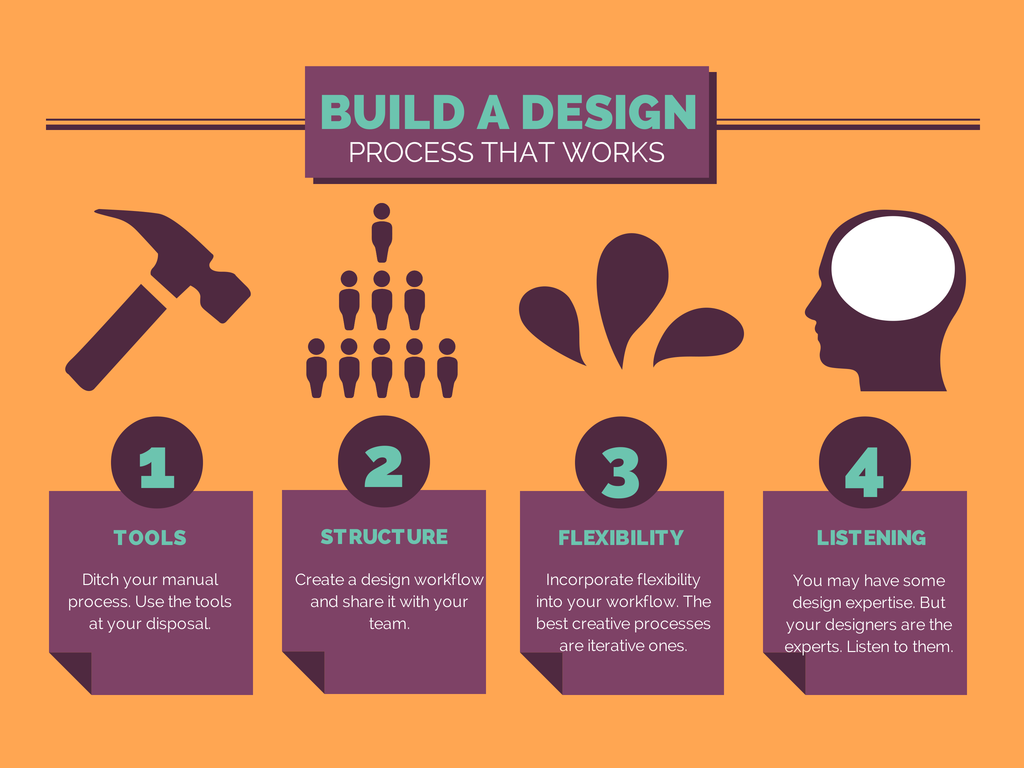 BUILD A DESIGN
PROCESS THAT WORKS
1
TOOLS
Ditch your manual
process. Use the tools
at your disposal.
2
STRUCTURE
Create a design workflow
and share it with your
team.
3
FLEXIBILITY
Incorporate flexibility
into your workflow. The
best creative processes
are iterative ones.
4
LISTENING
You may have some
design expertise. But
your designers are the
experts. Listen to them.